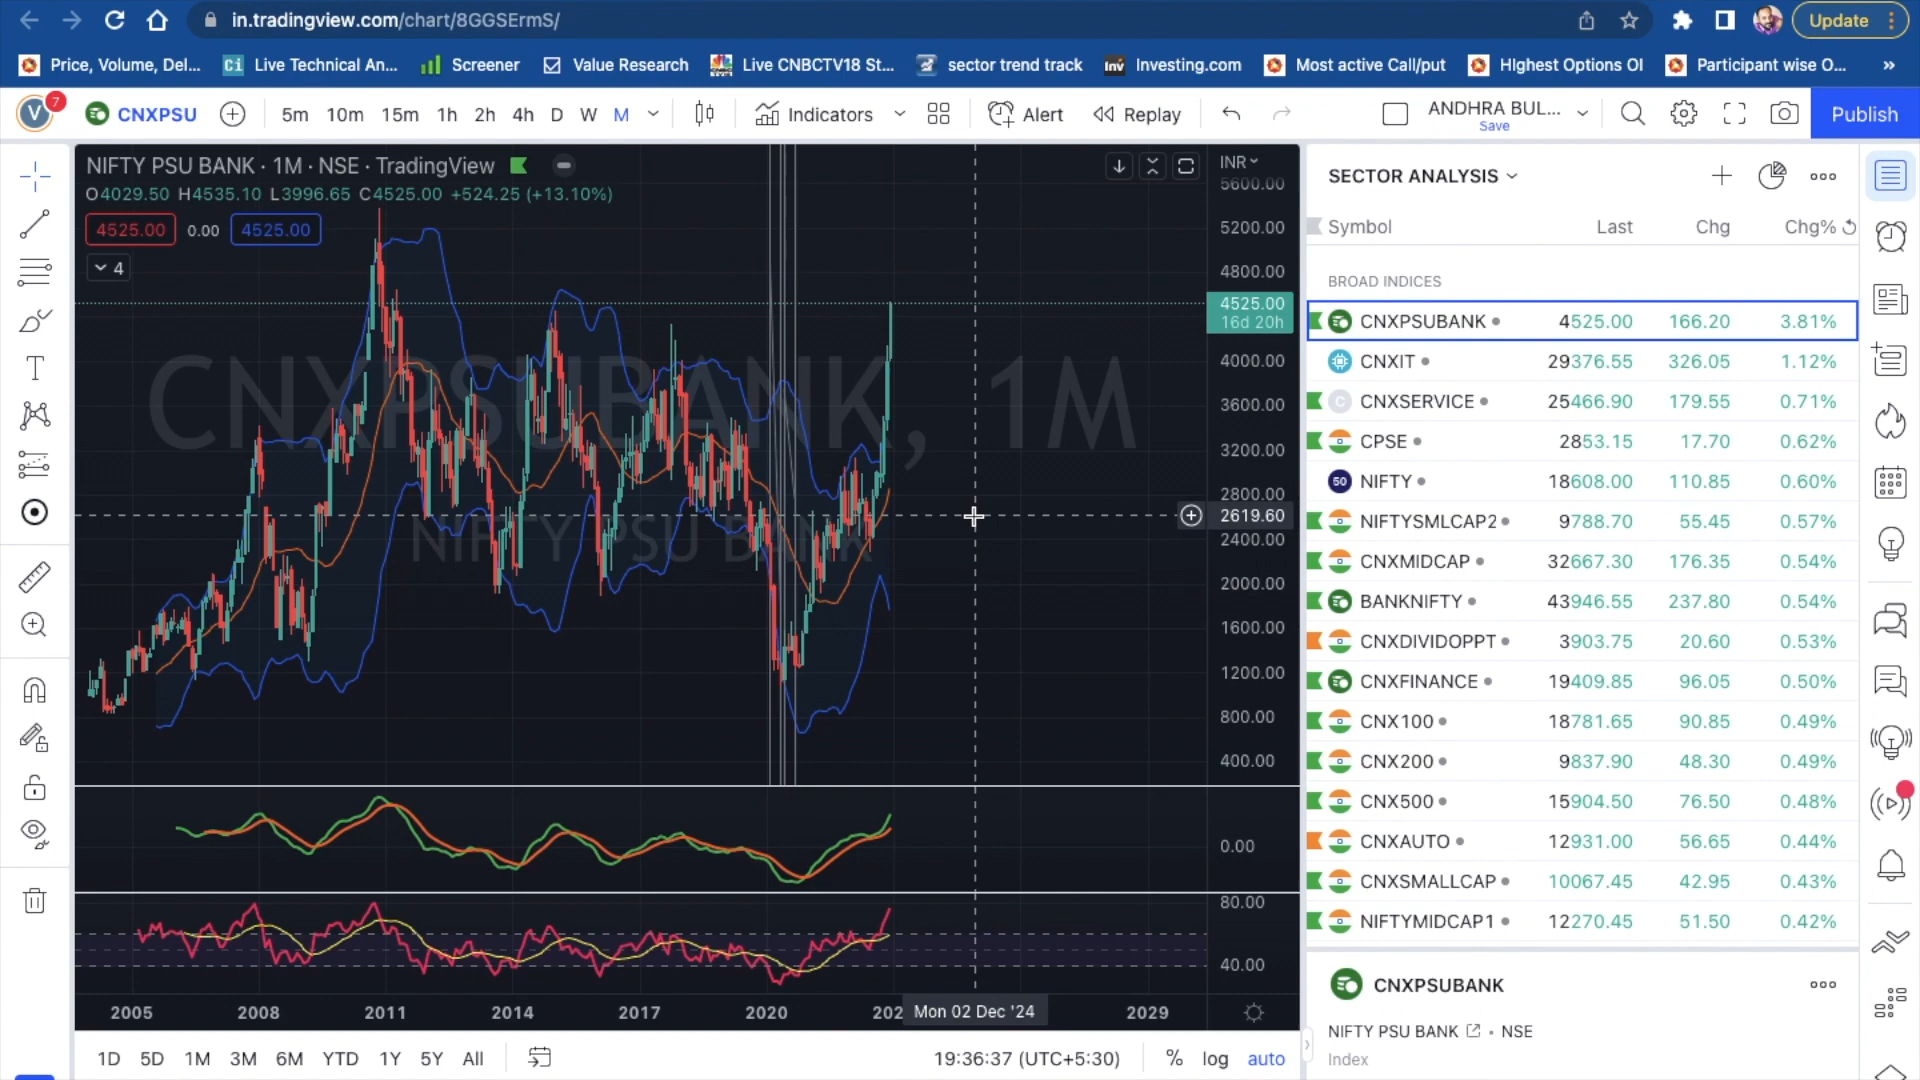 in.tradingview.com/chart/8GGSErmS/
Update
Price, Volume, Del...
Live Technical An...
Screener
Value Research
Live CNBCTV18 St...
sector trend track
Investing.com
Most active Call/put
HIghest Options OI
Participant wise O...
»
V 7 CNXPSU 5m 10m 15m 1h 2h 4h D W M Indicators Alert Replay ANDHRA BUL... Publish
Save
NIFTY PSU BANK · 1M · NSE · TradingView
O4029.50 H4535.10 L3996.65 C4525.00 +524.25 (+13.10%)
4525.00 0.00 4525.00
4
CNXPSUBANK, 1M
NIFTY PSU BANK
INR
5600.00
5200.00
4800.00
4525.00
16d 20h
4000.00
3600.00
3200.00
2800.00
2619.60
2400.00
2000.00
1600.00
1200.00
800.00
400.00
0.00
80.00
40.00
2005 2008 2011 2014 2017 2020 202 Mon 02 Dec '24 2029
1D 5D 1M 3M 6M YTD 1Y 5Y All 19:36:37 (UTC+5:30) % log auto
SECTOR ANALYSIS
Symbol Last Chg Chg%
BROAD INDICES
CNXPSUBANK 4525.00 166.20 3.81%
CNXIT 29376.55 326.05 1.12%
C CNXSERVICE 25466.90 179.55 0.71%
CPSE 2853.15 17.70 0.62%
50 NIFTY 18608.00 110.85 0.60%
NIFTYSMLCAP2 9788.70 55.45 0.57%
CNXMIDCAP 32667.30 176.35 0.54%
BANKNIFTY 43946.55 237.80 0.54%
CNXDIVIDOPPT 3903.75 20.60 0.53%
CNXFINANCE 19409.85 96.05 0.50%
CNX100 18781.65 90.85 0.49%
CNX200 9837.90 48.30 0.49%
CNX500 15904.50 76.50 0.48%
CNXAUTO 12931.00 56.65 0.44%
CNXSMALLCAP 10067.45 42.95 0.43%
NIFTYMIDCAP1 12270.45 51.50 0.42%
CNXPSUBANK
NIFTY PSU BANK • NSE
Index